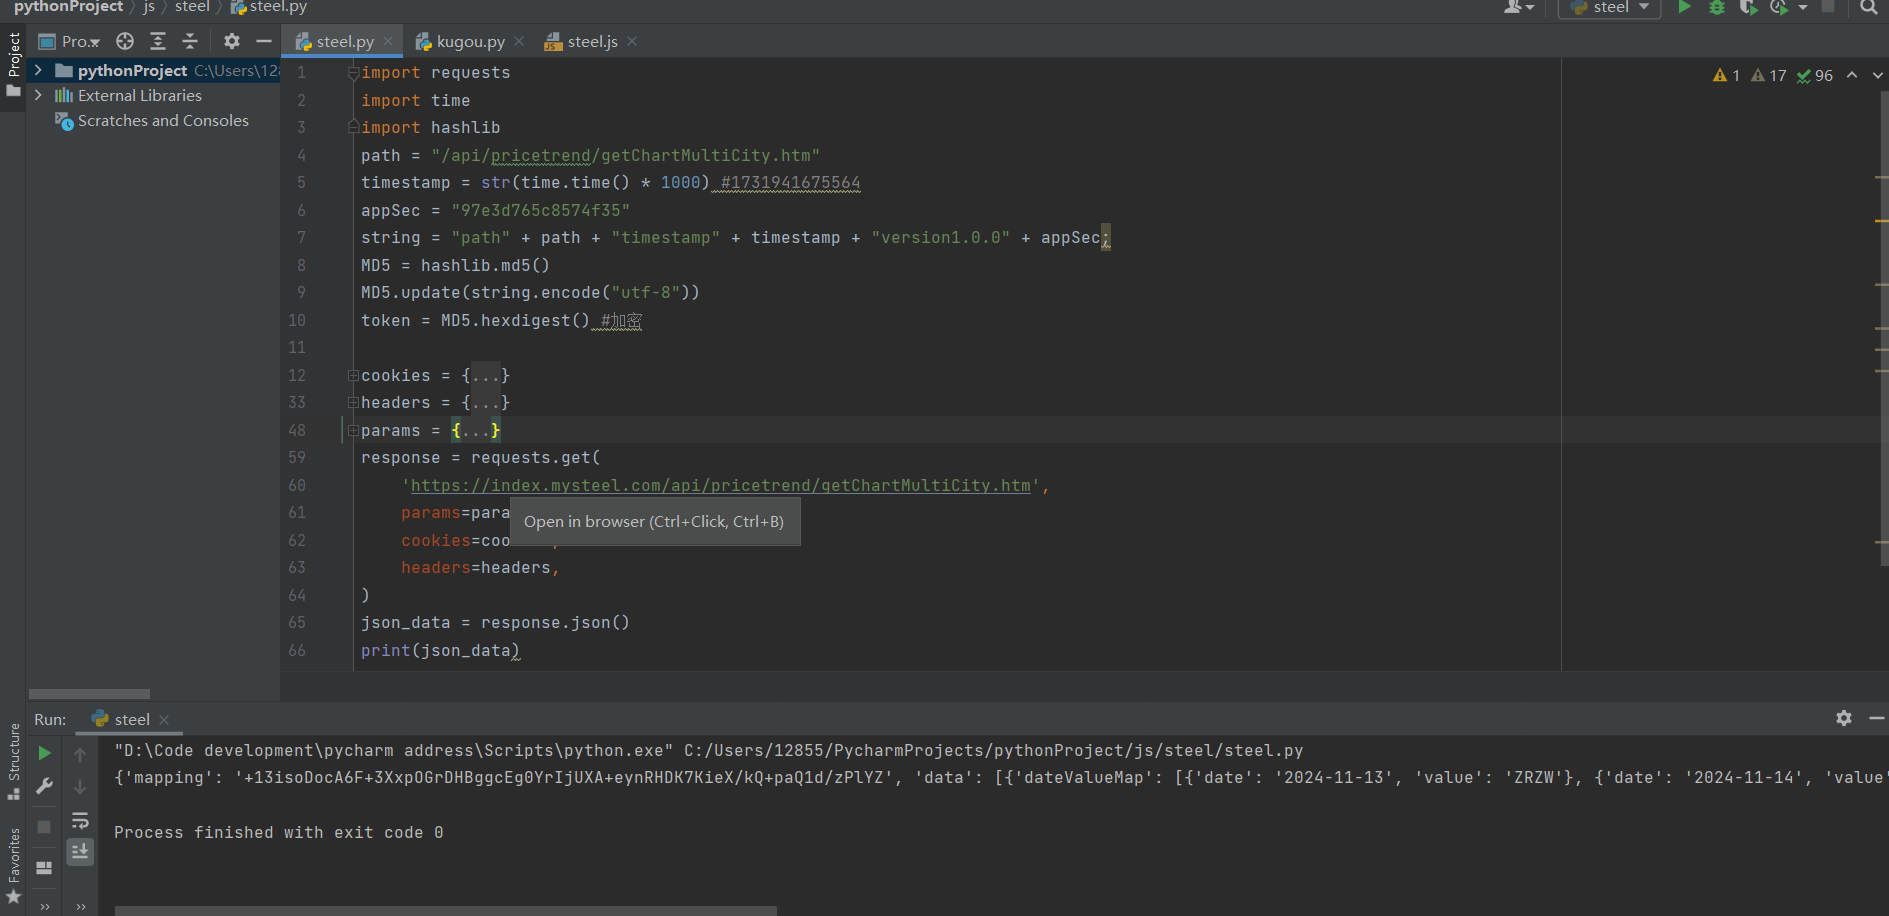 pythonProject › js › steel › steel.py
steel
Project
Pro...
steel.py
kugou.py
steel.js
pythonProject C:\Users\128
External Libraries
Scratches and Consoles
1 17 96
1 import requests
2 import time
3 import hashlib
4 path = "/api/pricetrend/getChartMultiCity.htm"
5 timestamp = str(time.time() * 1000) #1731941675564
6 appSec = "97e3d765c8574f35"
7 string = "path" + path + "timestamp" + timestamp + "version1.0.0" + appSec;
8 MD5 = hashlib.md5()
9 MD5.update(string.encode("utf-8"))
10 token = MD5.hexdigest() #加密
11
12 cookies = {...}
33 headers = {...}
48 params = {...}
59 response = requests.get(
60 'https://index.mysteel.com/api/pricetrend/getChartMultiCity.htm',
61 params=para
Open in browser (Ctrl+Click, Ctrl+B)
62 cookies=coo ,
63 headers=headers,
64 )
65 json_data = response.json()
66 print(json_data)
Run: steel
Structure
Favorites
"D:\Code development\pycharm address\Scripts\python.exe" C:/Users/12855/PycharmProjects/pythonProject/js/steel/steel.py
{'mapping': '+13isoDocA6F+3XxpOGrDHBggcEg0YrIjUXA+eynRHDK7KieX/kQ+paQ1d/zPlYZ', 'data': [{'dateValueMap': [{'date': '2024-11-13', 'value': 'ZRZW'}, {'date': '2024-11-14', 'value'
Process finished with exit code 0